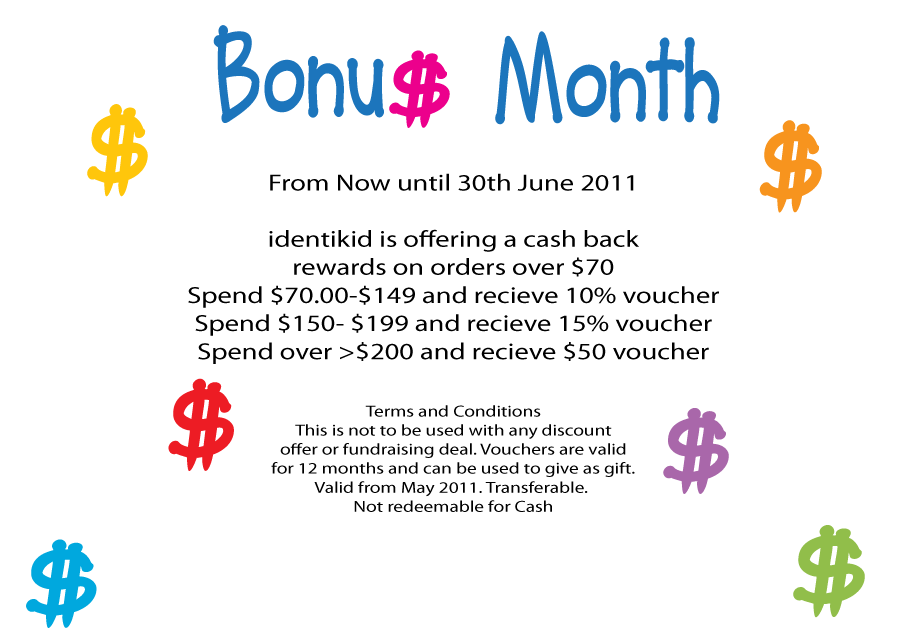 Bonu$ Month
From Now until 30th June 2011
identikid is offering a cash back
rewards on orders over $70
Spend $70.00-$149 and recieve 10% voucher
Spend $150- $199 and recieve 15% voucher
Spend over >$200 and recieve $50 voucher
Terms and Conditions
This is not to be used with any discount
offer or fundraising deal. Vouchers are valid
for 12 months and can be used to give as gift.
Valid from May 2011. Transferable.
Not redeemable for Cash